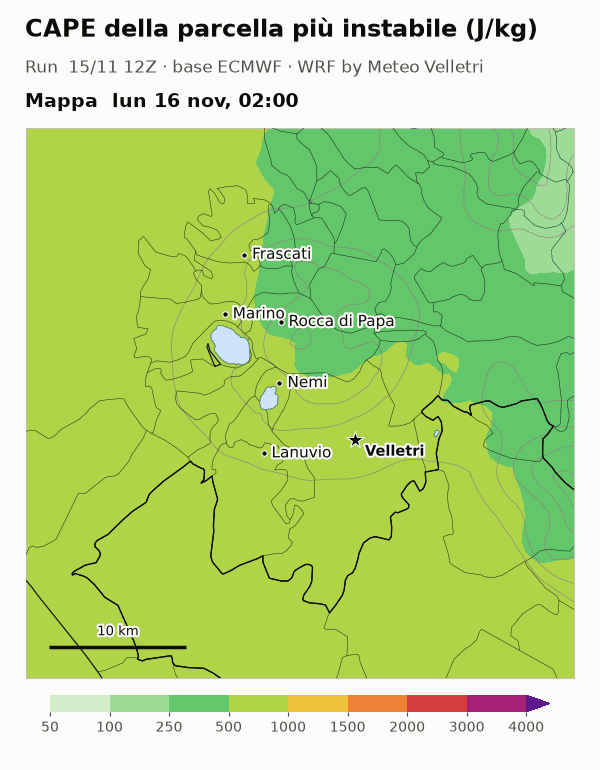 CAPE della parcella più instabile (J/kg)
Run  15/11 12Z · base ECMWF · WRF by Meteo Velletri
Mappa  lun 16 nov, 02:00
Frascati
Marino
Rocca di Papa
Nemi
Velletri
Lanuvio
10 km
50 100 250 500 1000 1500 2000 3000 4000